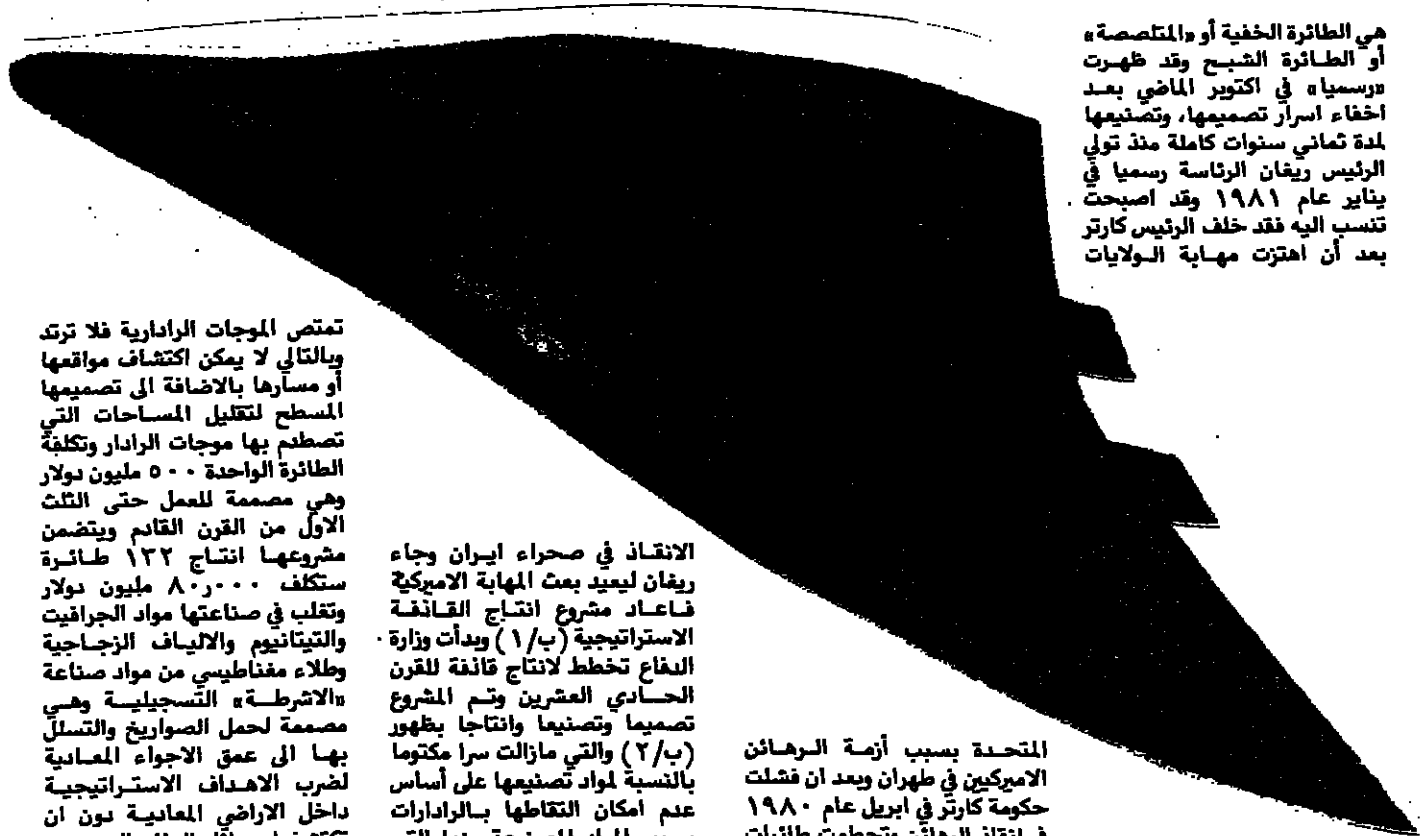 هي الطائرة الخفية أو «المتلصصة»
أو الطائرة الشبح وقد ظهرت
«رسميا» في اكتوبر الماضي بعد
اخفاء اسرار تصميمها، وتصنيعها
لمدة ثماني سنوات كاملة منذ تولي
الرئيس ريغان الرئاسة رسميا في
يناير عام ١٩٨١ وقد اصبحت
تنسب اليه فقد خلف الرئيس كارتر
بعد أن اهتزت مهابة الولايات
المتحدة بسبب أزمة الرهائن
الاميركيين في طهران وبعد ان فشلت
حكومة كارتر في ابريل عام ١٩٨٠
في انقاذ الرهائن وتحطمت طائرات
الانقاذ في صحراء ايران وجاء
ريغان ليعيد بعث المهابة الاميركية
فاعاد مشروع انتاج القاذفة
الاستراتيجية (ب/١) وبدأت وزارة
الدفاع تخطط لانتاج قاذفة للقرن
الحادي العشرين وتم المشروع
تصميما وتصنيعا وانتاجا بظهور
(ب/٢) والتي مازالت سرا مكتوما
بالنسبة لمواد تصنيعها على أساس
عدم امكان التقاطها بالرادارات
تمتص الموجات الرادارية فلا ترتد
وبالتالي لا يمكن اكتشاف مواقعها
أو مسارها بالاضافة الى تصميمها
المسطح لتقليل المساحات التي
تصطدم بها موجات الرادار وتكلفة
الطائرة الواحدة ٥٠٠ مليون دولار
وهي مصممة للعمل حتى الثلث
الاول من القرن القادم ويتضمن
مشروعها انتاج ١٣٢ طائرة
ستكلف ٨٠٫٠٠٠ مليون دولار
وتغلب في صناعتها مواد الجرافيت
والتيتانيوم والالياف الزجاجية
وطلاء مغناطيسي من مواد صناعة
«الاشرطة» التسجيلية وهي
مصممة لحمل الصواريخ والتسلل
بها الى عمق الاجواء المعادية
لضرب الاهداف الاستراتيجية
داخل الاراضي المعادية دون ان